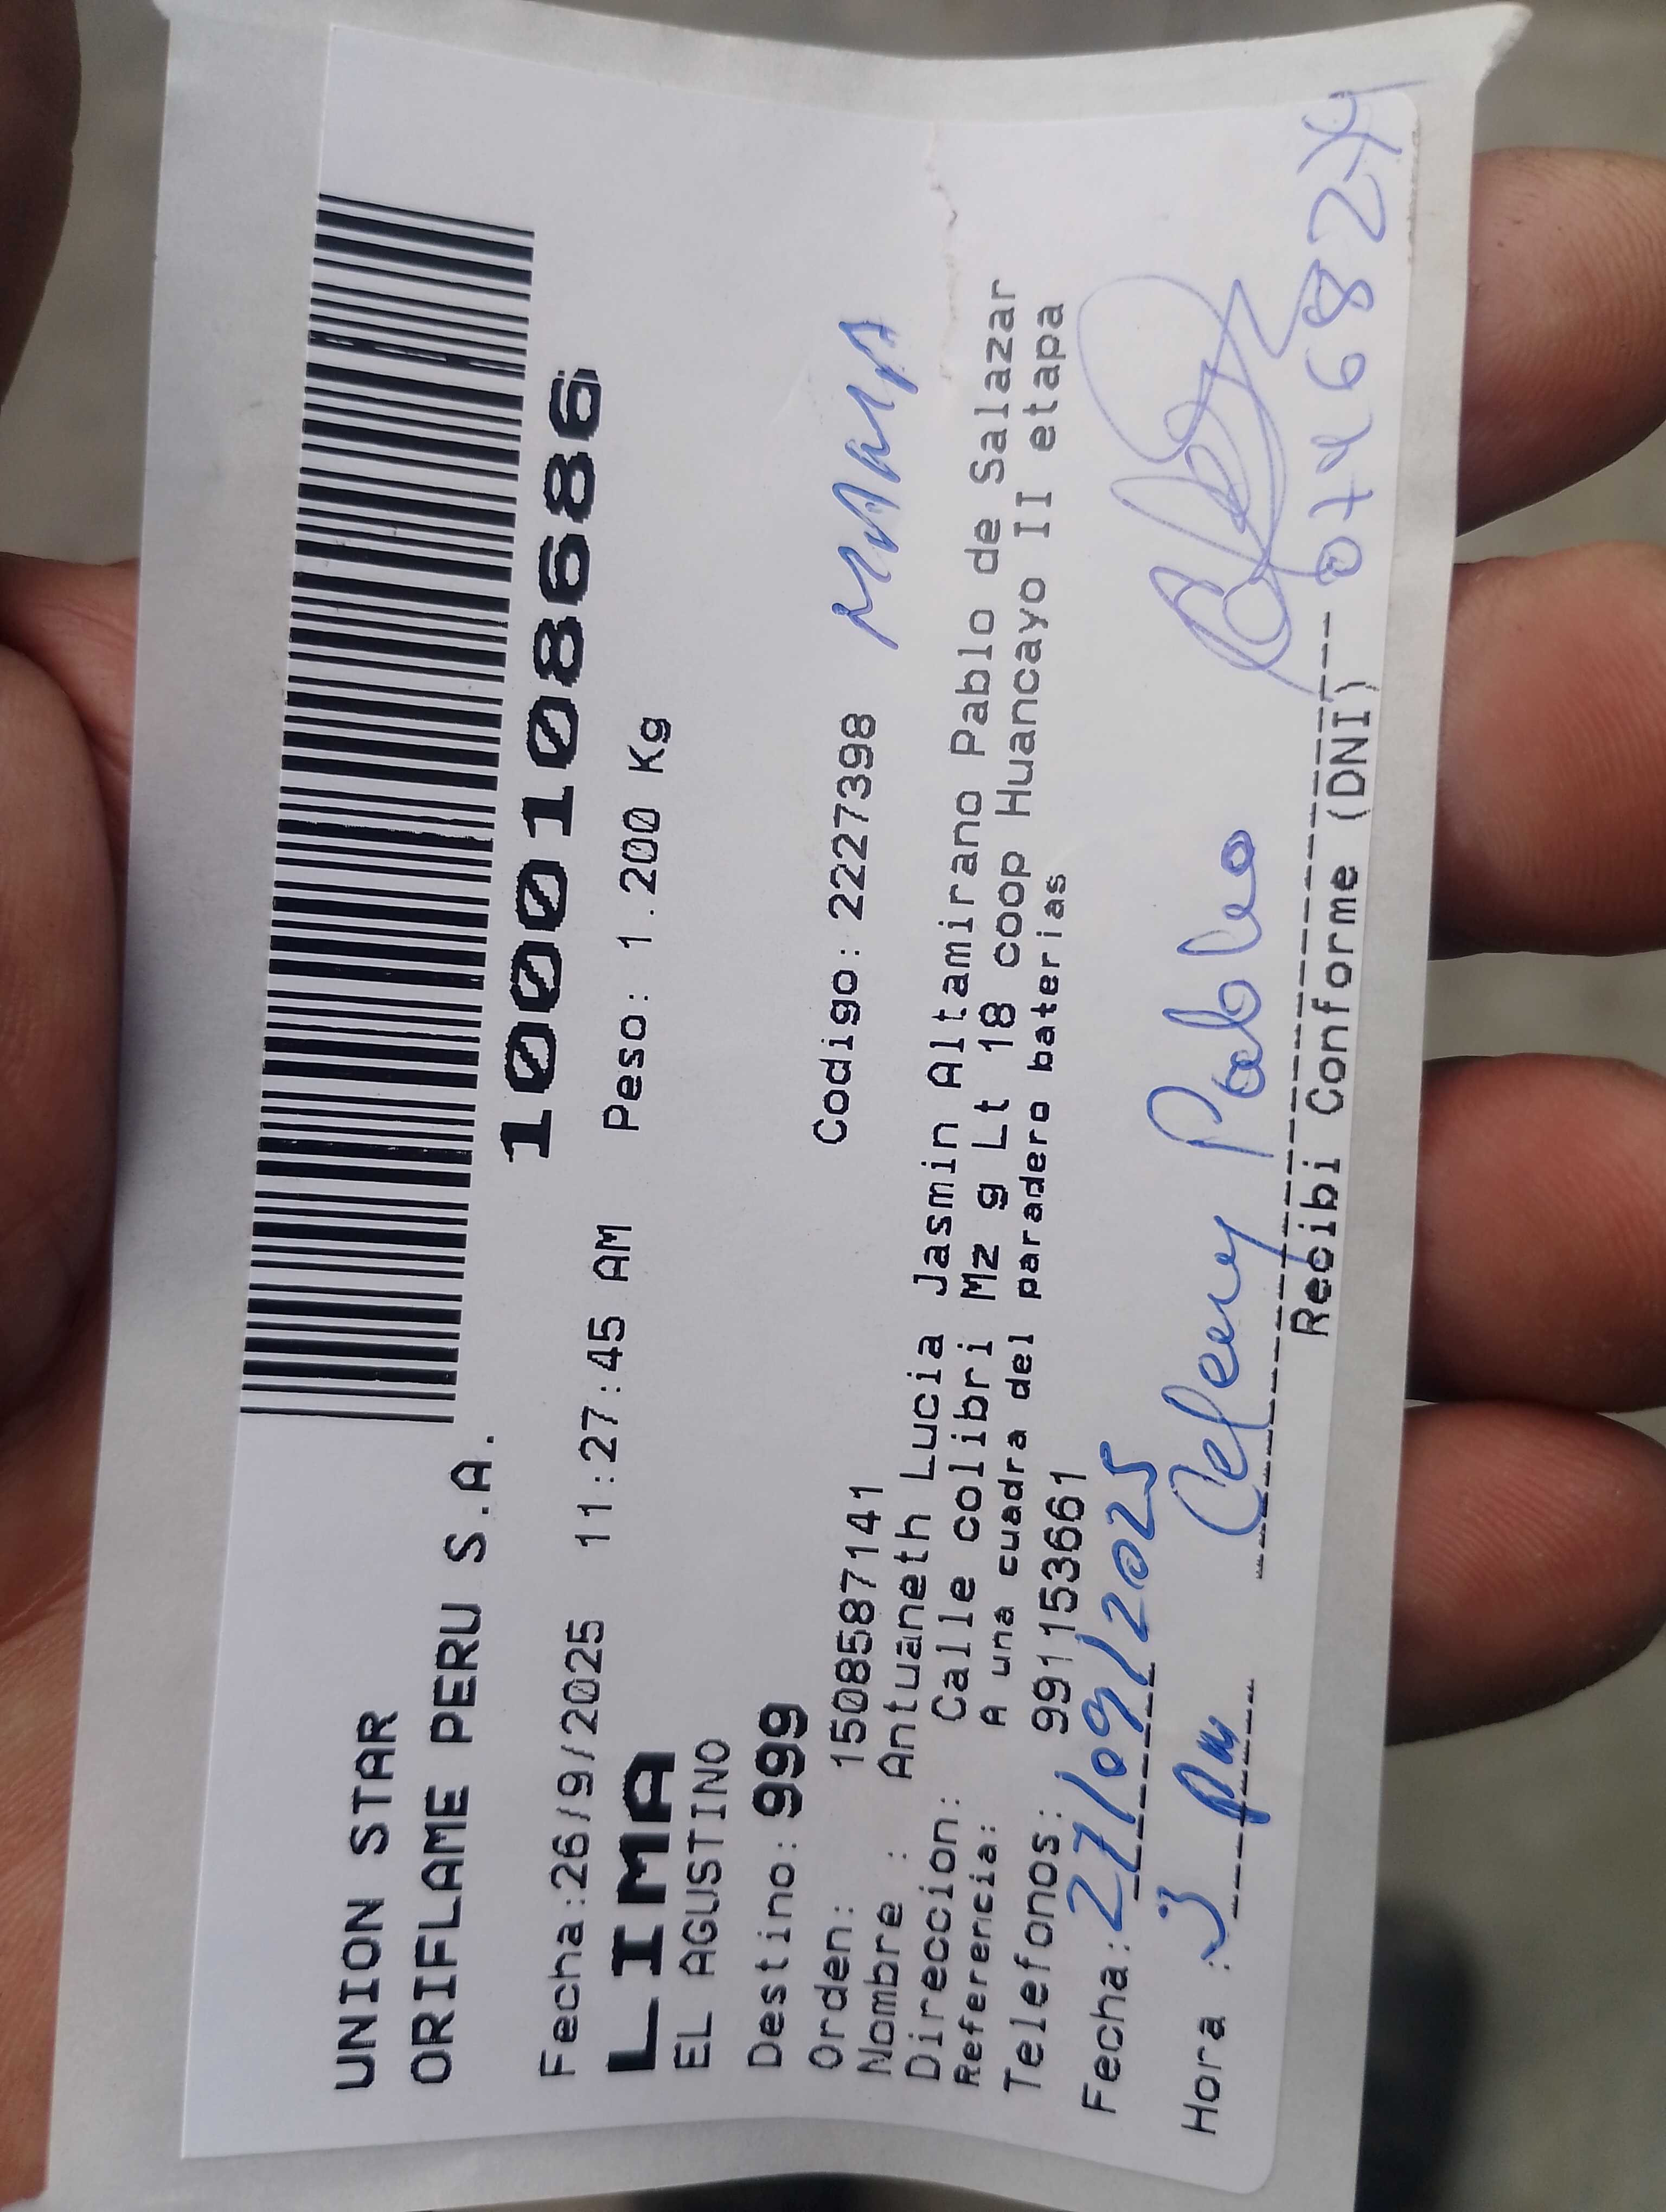 UNION STAR
ORIFLAME PERU S.A.
10010868​6
Fecha:26/9/2025 11:27:45 AM Peso: 1.200 Kg
LIMA
EL AGUSTINO
Destino: 999
Orden: 1508587141 Codigo: 2227398 MAMA
Nombre : Antuaneth Lucia Jasmin Altamirano Pablo de Salazar
Direccion: Calle colibri Mz g Lt 18 coop Huancayo II etapa
Referencia: A una cuadra del paradero baterias
Telefonos: 991153661
Fecha: 27/09/2025
Hora : 3 pm Pablo
Recibi Conforme (DNI)